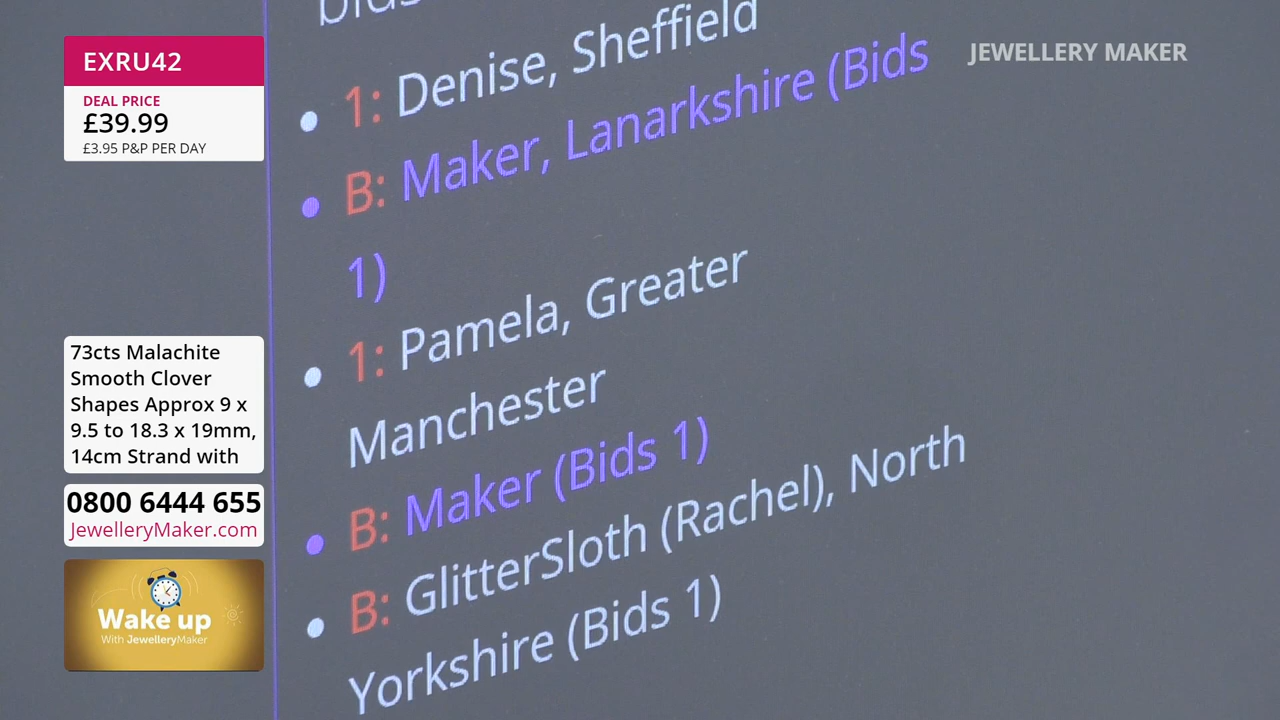 EXRU42
DEAL PRICE
£39.99
£3.95 P&P PER DAY
73cts Malachite
Smooth Clover
Shapes Approx 9 x
9.5 to 18.3 x 19mm,
14cm Strand with
0800 6444 655
JewelleryMaker.com
Wake up
With JewelleryMaker
bids
1: Denise, Sheffield
B: Maker, Lanarkshire (Bids
1)
1: Pamela, Greater
Manchester
B: Maker (Bids 1)
B: GlitterSloth (Rachel), North
Yorkshire (Bids 1)
JEWELLERY MAKER